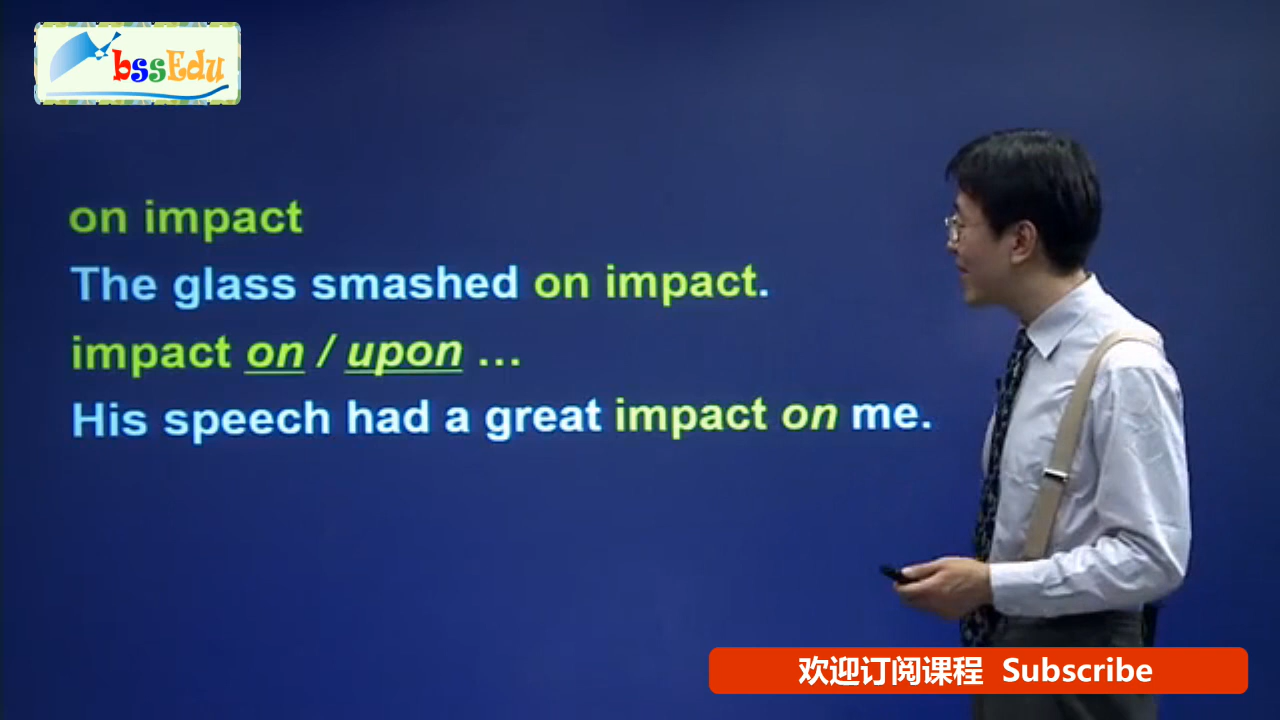 bssEdu
on impact
The glass smashed on impact.
impact on / upon ...
His speech had a great impact on me.
欢迎订阅课程 Subscribe